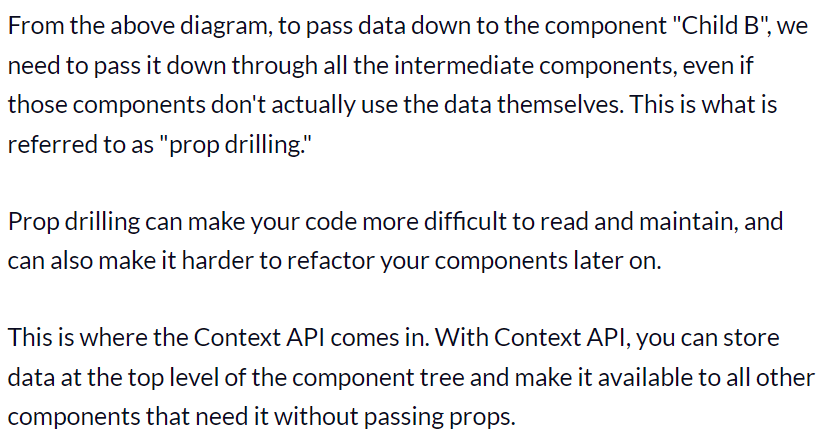 From the above diagram, to pass data down to the component "Child B", we
need to pass it down through all the intermediate components, even if
those components don't actually use the data themselves. This is what is
referred to as "prop drilling."
Prop drilling can make your code more difficult to read and maintain, and
can also make it harder to refactor your components later on.
This is where the Context API comes in. With Context API, you can store
data at the top level of the component tree and make it available to all other
components that need it without passing props.